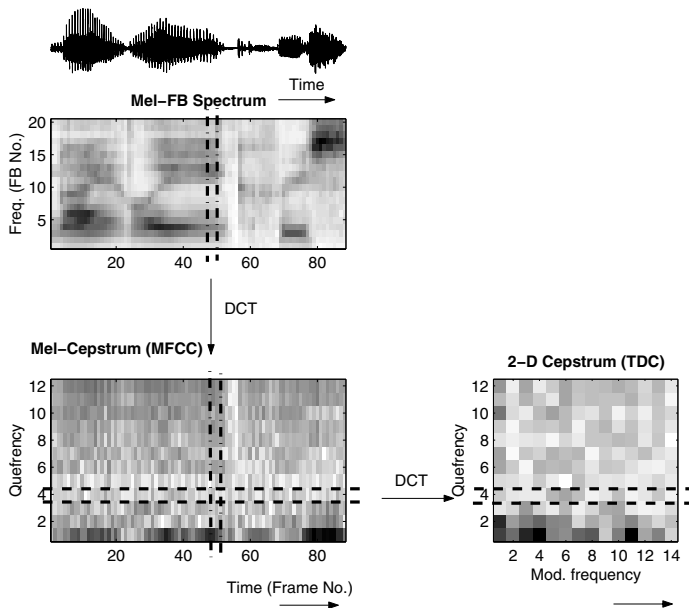 Time
Mel-FB Spectrum
Freq. (FB No.)
20
15
10
5
20 40 60 80
DCT
Mel-Cepstrum (MFCC)
Quefrency
12
10
8
6
4
2
20 40 60 80
Time (Frame No.)
DCT
2-D Cepstrum (TDC)
Quefrency
12
10
8
6
4
2
2 4 6 8 10 12 14
Mod. frequency